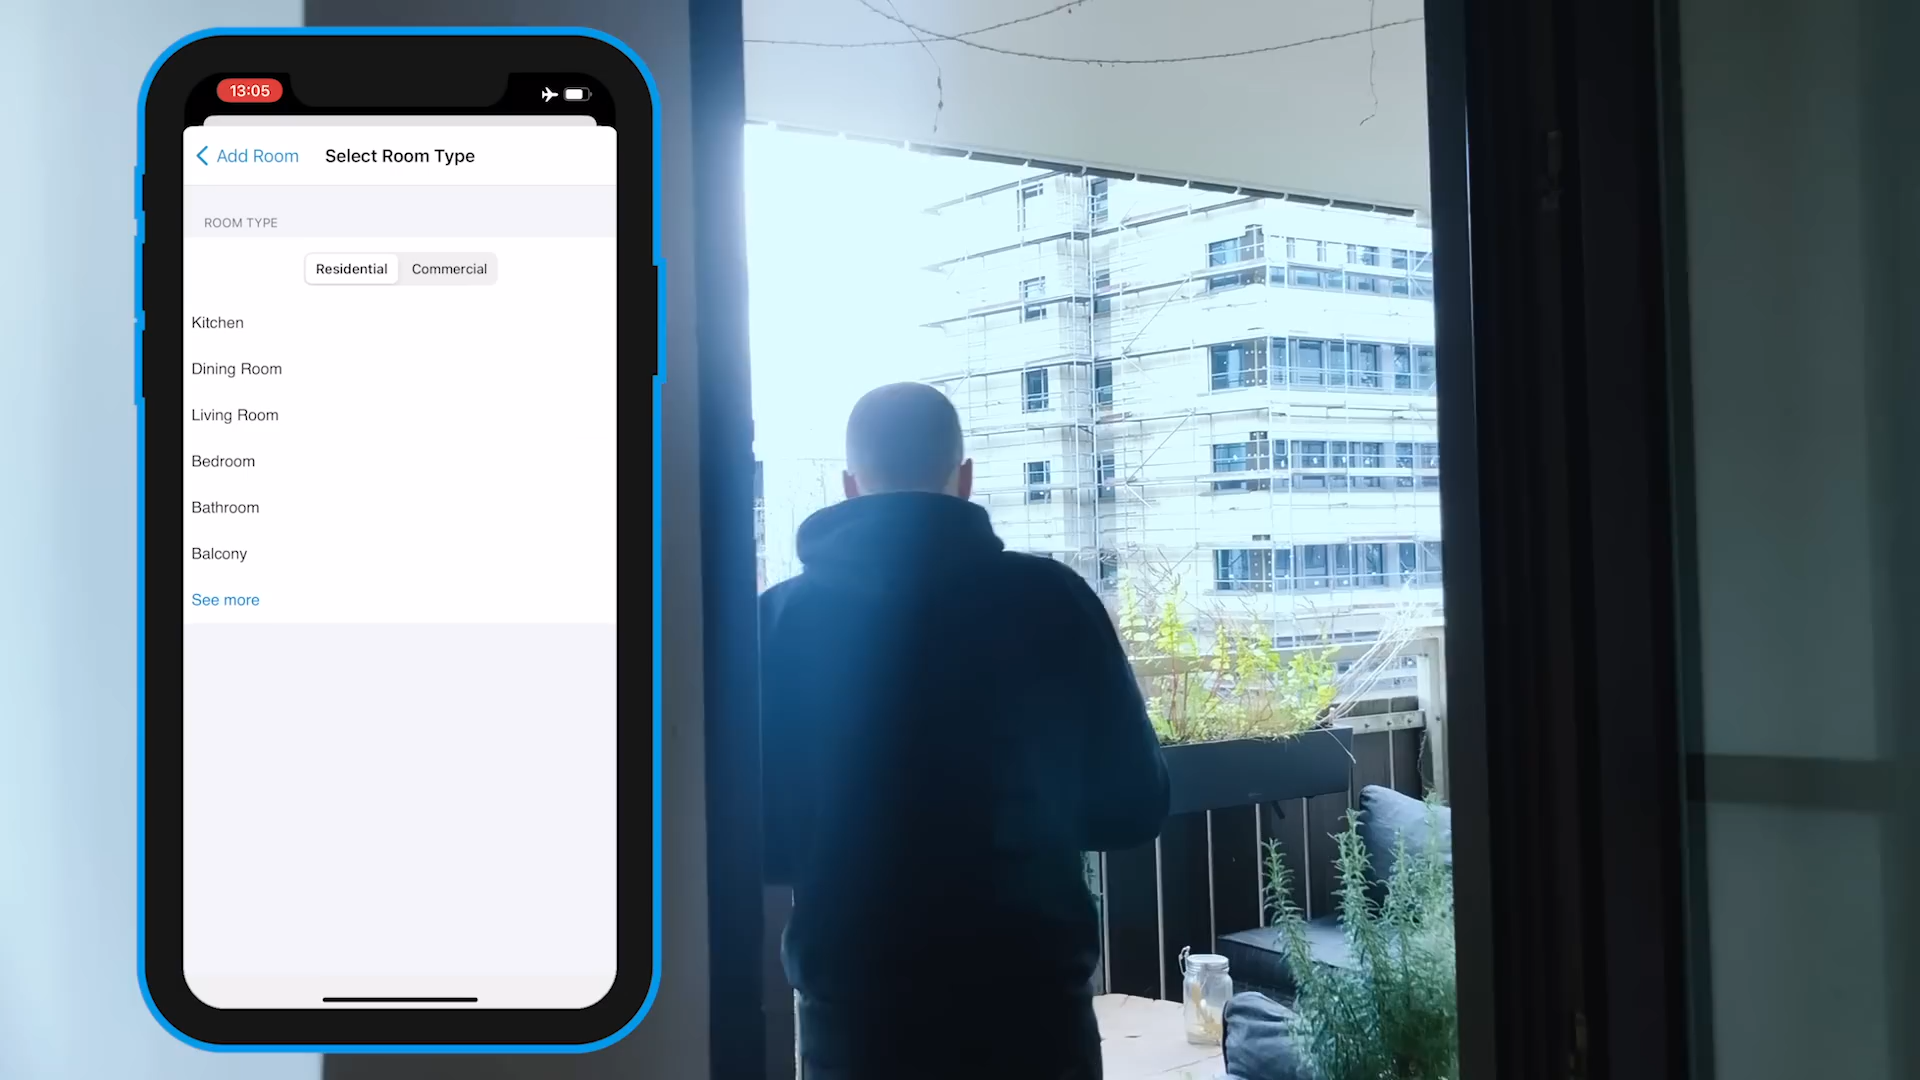 13:05
Add Room
Select Room Type
ROOM TYPE
Residential
Commercial
Kitchen
Dining Room
Living Room
Bedroom
Bathroom
Balcony
See more